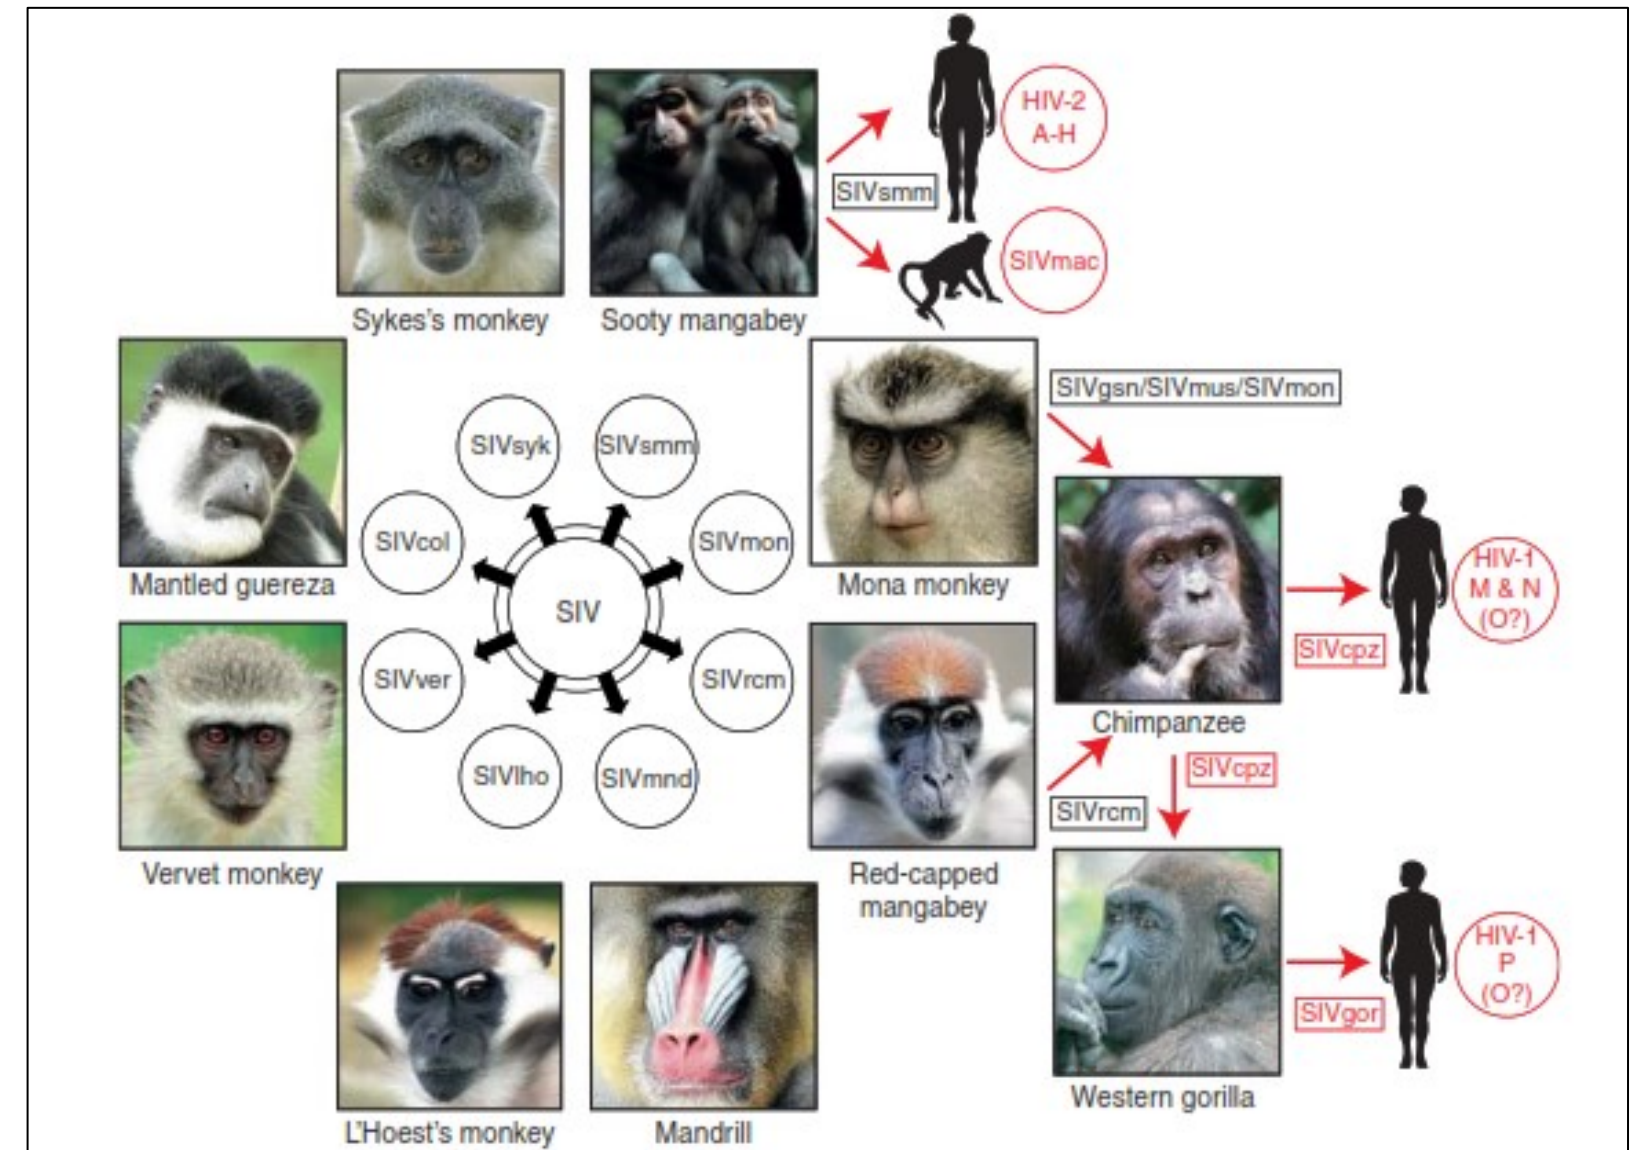 HIV-2
A-H
SIVsmm
SIVmac
Sykes's monkey
Sooty mangabey
SIVgsn/SIVmus/SIVmon
SIVsyk
SIVsmm
SIVcol
SIVmon
Mantled guereza
Mona monkey
HIV-1
M & N
(O?)
SIV
SIVcpz
SIVver
SIVrcm
Chimpanzee
SIVcpz
SIVlho
SIVmnd
SIVrcm
Vervet monkey
Red-capped
mangabey
HIV-1
P
(O?)
SIVgor
Western gorilla
L'Hoest's monkey
Mandrill